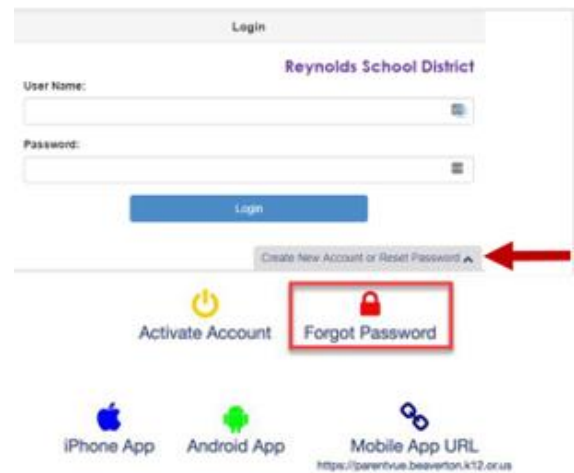 Login
Reynolds School District
User Name:
Password:
Login
Create New Account or Reset Password
Activate Account
Forgot Password
iPhone App
Android App
Mobile App URL
https://parentvue.beaverton.k12.or.us